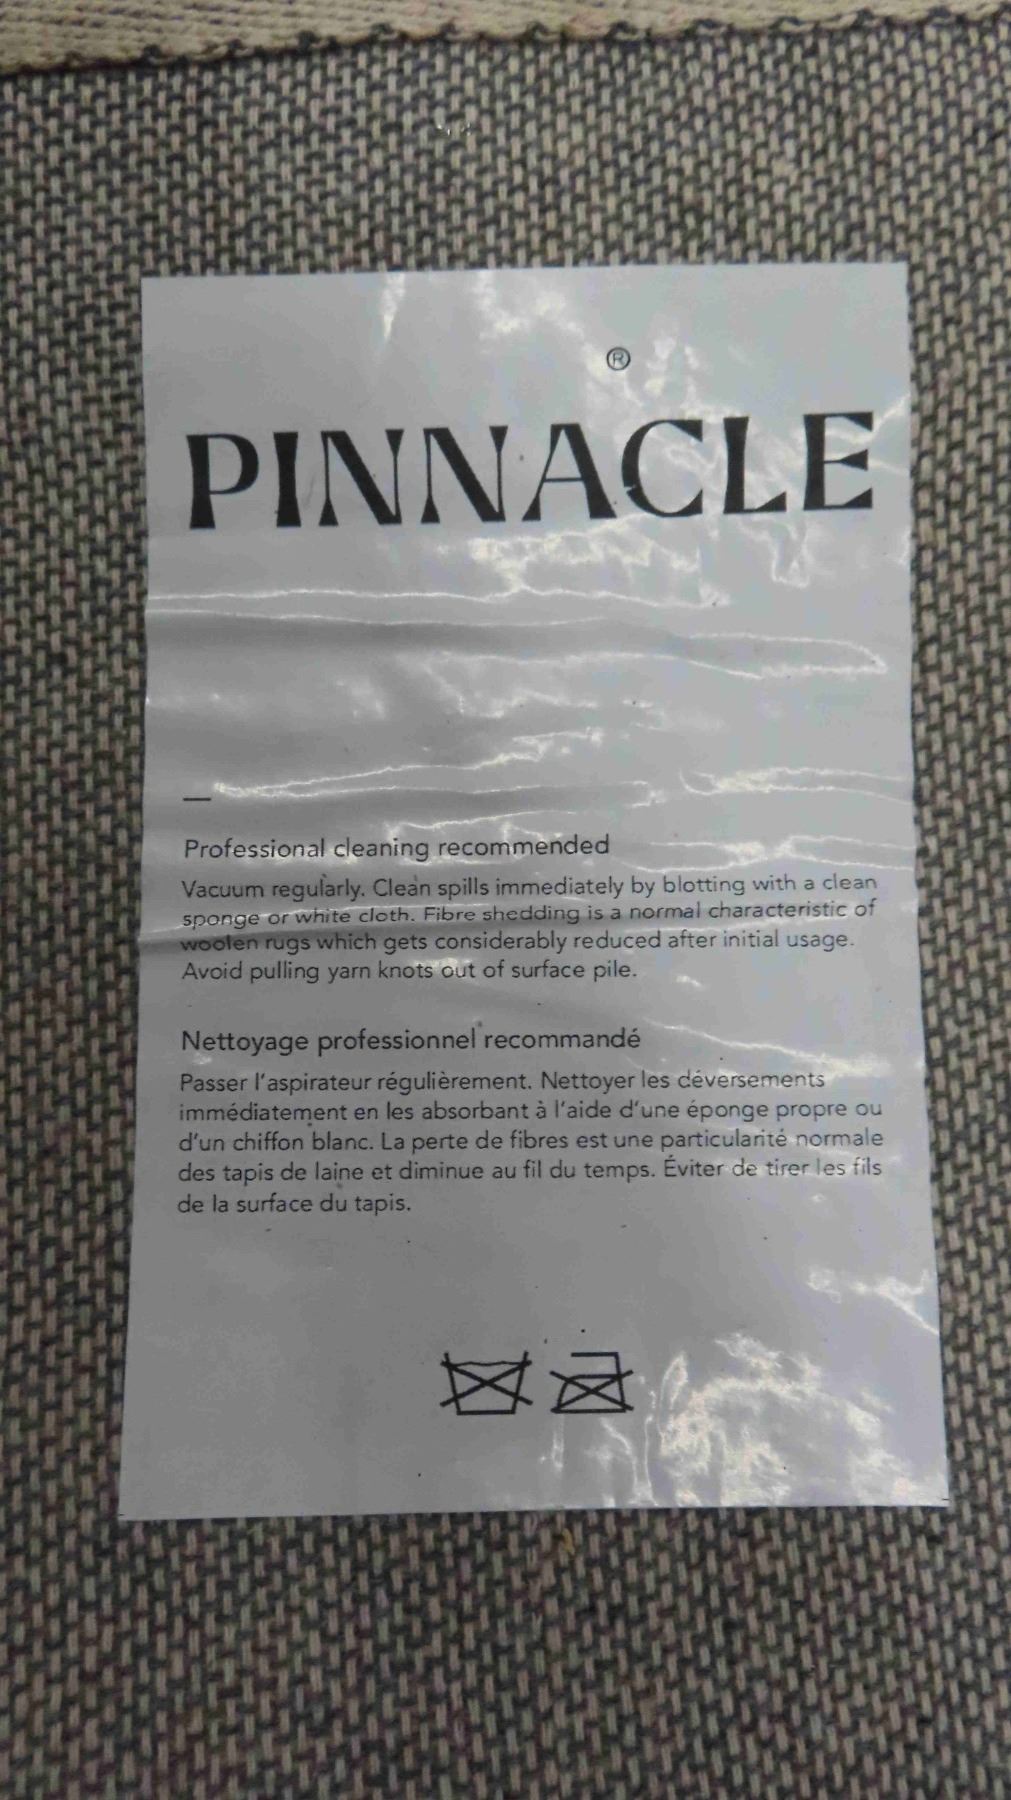 ®
PINNACLE
—
Professional cleaning recommended
Vacuum regularly. Clean spills immediately by blotting with a clean
sponge or white cloth. Fibre shedding is a normal characteristic of
woolen rugs which gets considerably reduced after initial usage.
Avoid pulling yarn knots out of surface pile.
Nettoyage professionnel recommandé
Passer l'aspirateur régulièrement. Nettoyer les déversements
immédiatement en les absorbant à l'aide d'une éponge propre ou
d'un chiffon blanc. La perte de fibres est une particularité normale
des tapis de laine et diminue au fil du temps. Éviter de tirer les fils
de la surface du tapis.